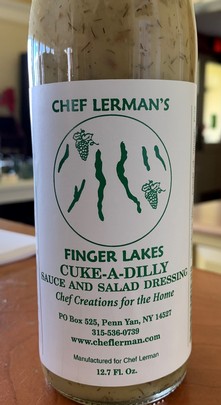 CHEF LERMAN'S
FINGER LAKES
CUKE-A-DILLY
SAUCE AND SALAD DRESSING
Chef Creations for the Home
PO Box 525, Penn Yan, NY 14527
315-536-0739
www.cheflerman.com
Manufactured for Chef Lerman
12.7 Fl. Oz.